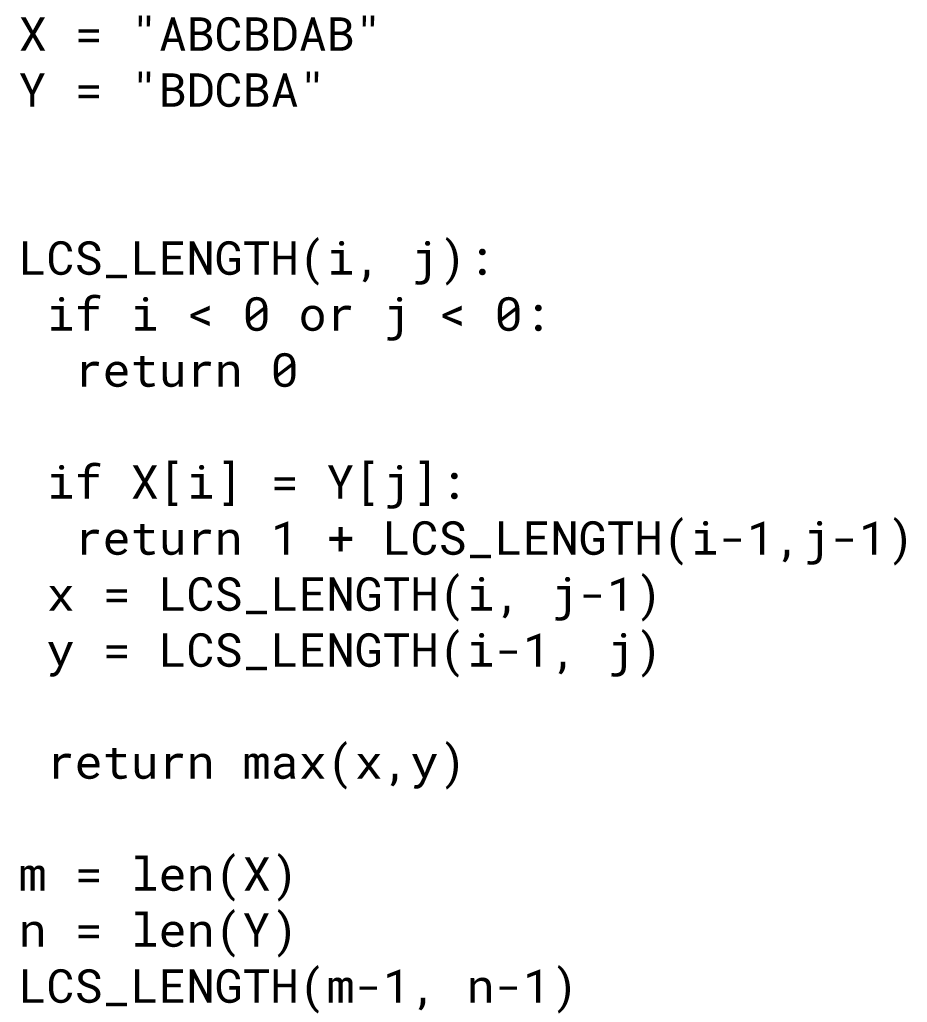 X = "ABCBDAB"
Y = "BDCBA"
LCS_LENGTH(i, j):
if i < 0 or j < 0:
return 0
if X[i] = Y[j]:
return 1 + LCS_LENGTH(i-1,j-1)
x = LCS_LENGTH(i, j-1)
y = LCS_LENGTH(i-1, j)
return max(x,y)
m = len(X)
n = len(Y)
LCS_LENGTH(m-1, n-1)